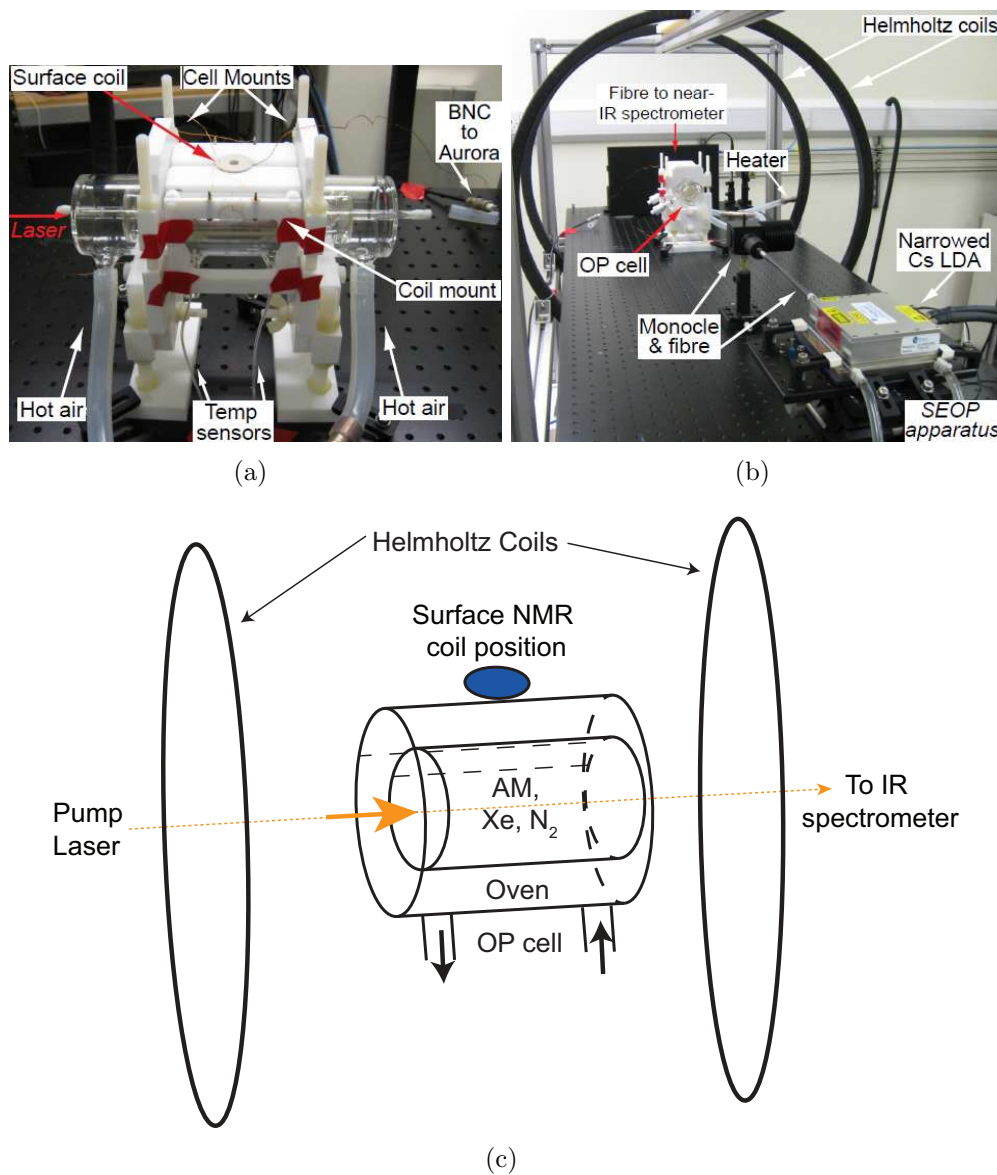 Surface coil
Cell Mounts
BNC
to
Aurora
Laser
Coil mount
Hot air
Temp
sensors
Hot air
(a)
Helmholtz coils
Fibre to near-
IR spectrometer
Heater
OP cell
Narrowed
Cs LDA
Monocle
& fibre
SEOP
apparatus
(b)
Helmholtz Coils
Surface NMR
coil position
Pump
Laser
AM,
Xe, N₂
To IR
spectrometer
Oven
OP cell
(c)